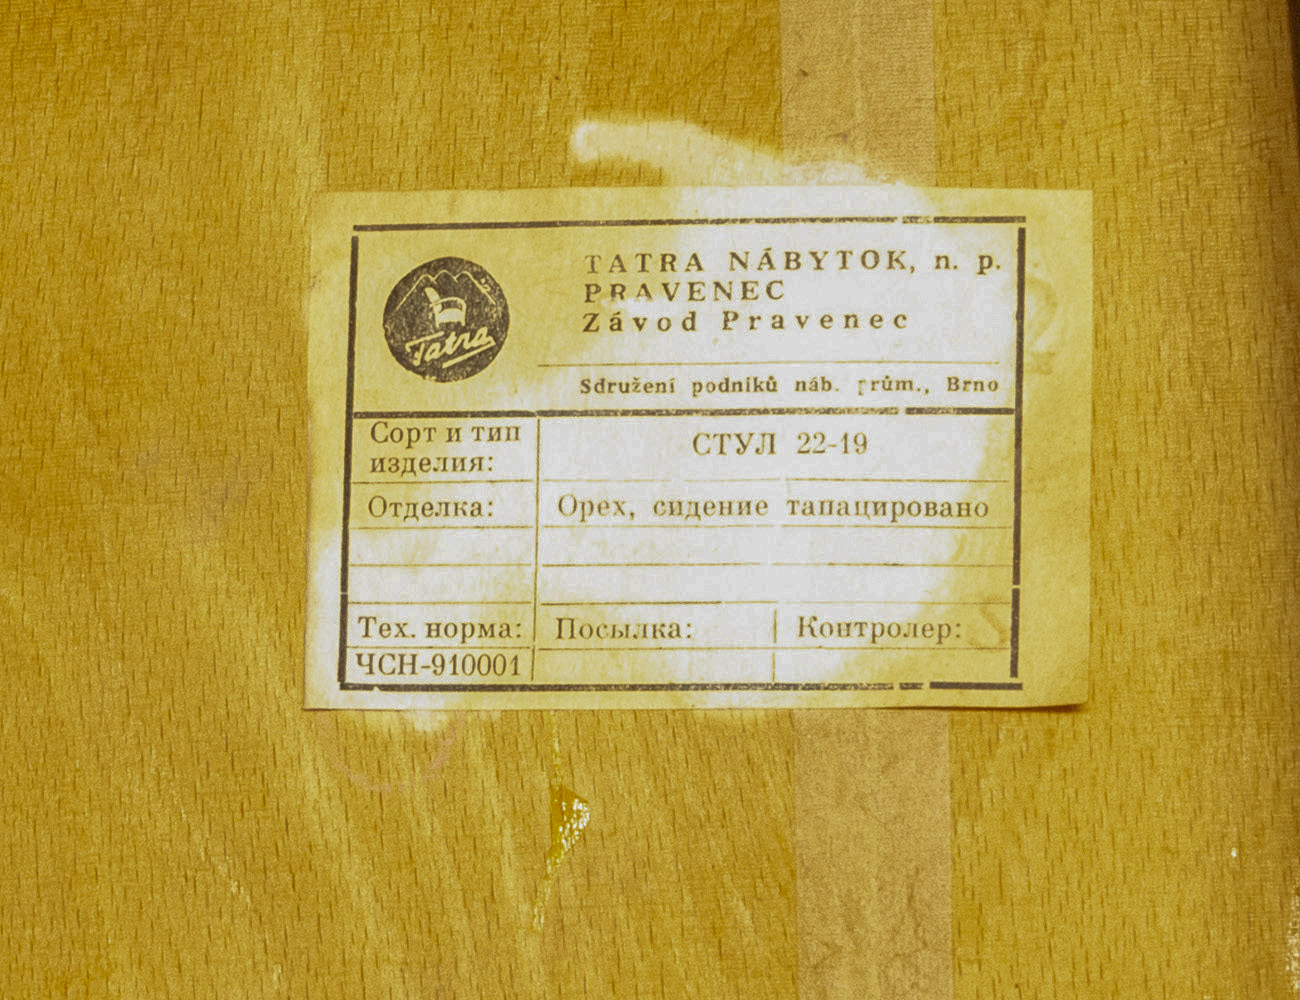 Tatra
TATRA NÁBYTOK, n. p.
PRAVENEC
Závod Pravenec
Sdružení podniků náb. prům., Brno
Сорт и тип
изделия:
СТУЛ 22-19
Отделка:
Орех, сидение тапацировано
Тех. норма:
Посылка:
Контролер:
ЧСН-910001